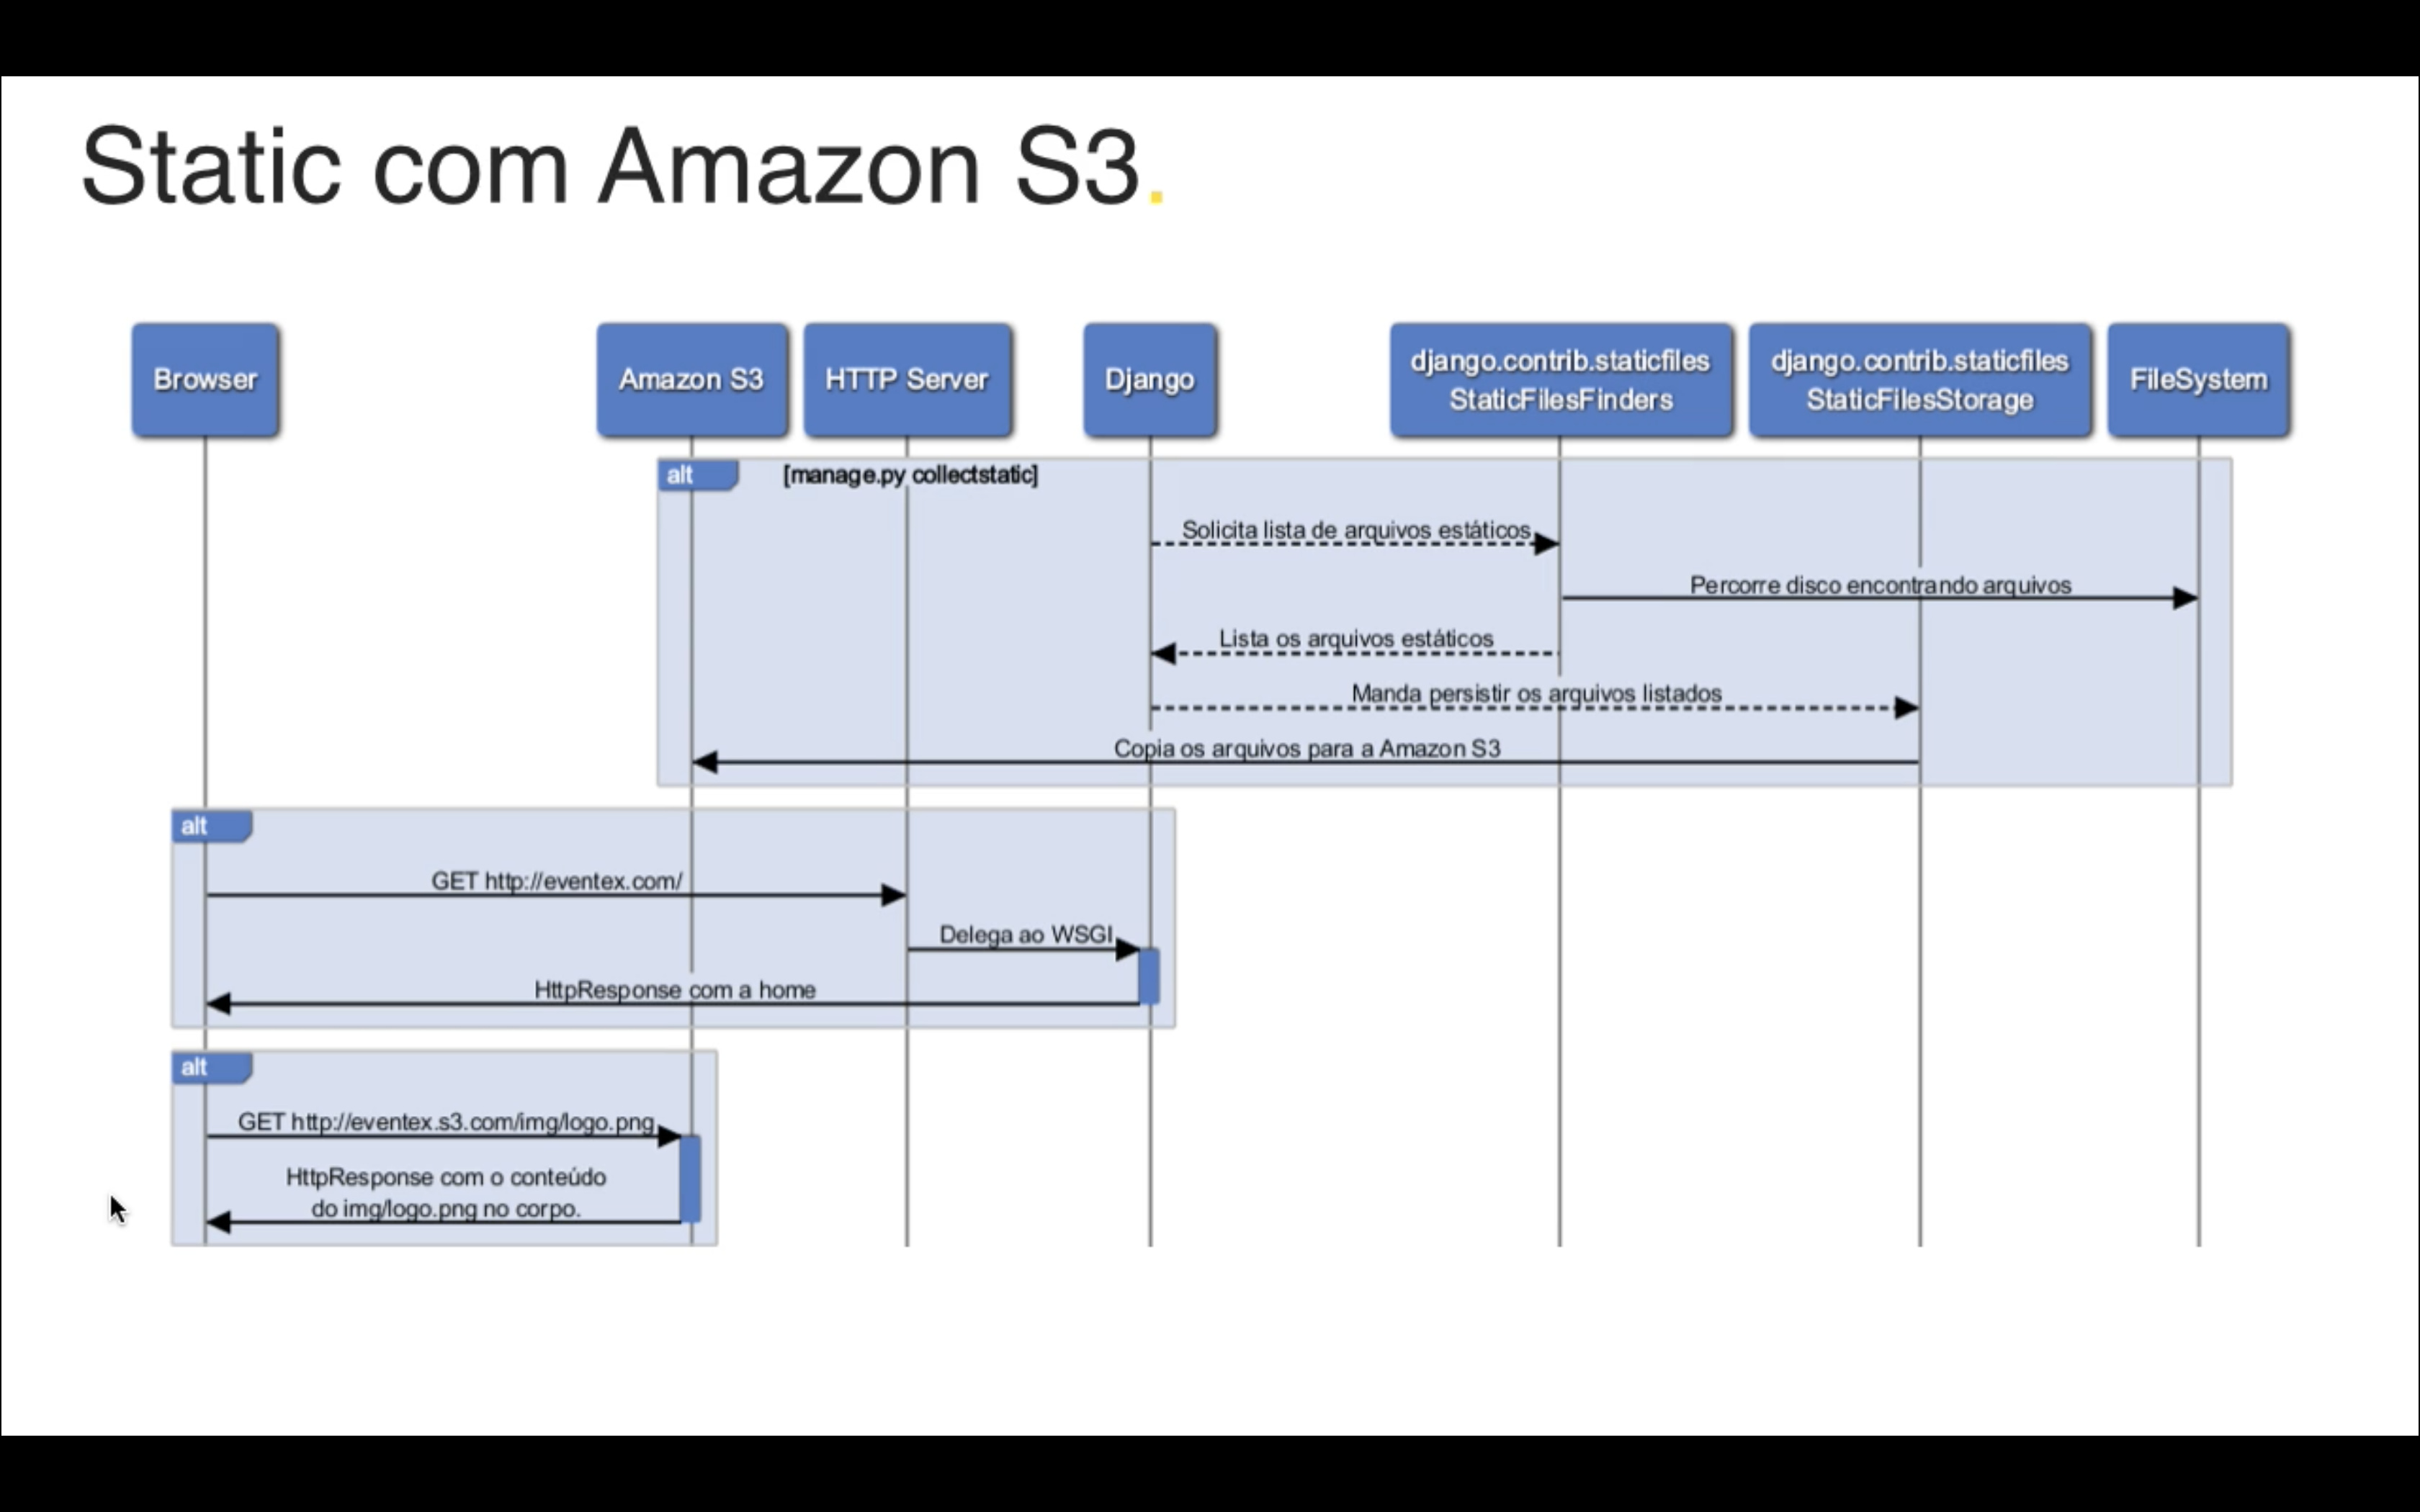 Static com Amazon S3.
Browser
Amazon S3
HTTP Server
Django
django.contrib.staticfiles
StaticFilesFinders
django.contrib.staticfiles
StaticFilesStorage
FileSystem
alt [manage.py collectstatic]
Solicita lista de arquivos estáticos
Percorre disco encontrando arquivos
Lista os arquivos estáticos
Manda persistir os arquivos listados
Copia os arquivos para a Amazon S3
alt
GET http://eventex.com/
Delega ao WSGI
HttpResponse com a home
alt
GET http://eventex.s3.com/img/logo.png
HttpResponse com o conteúdo
do img/logo.png no corpo.